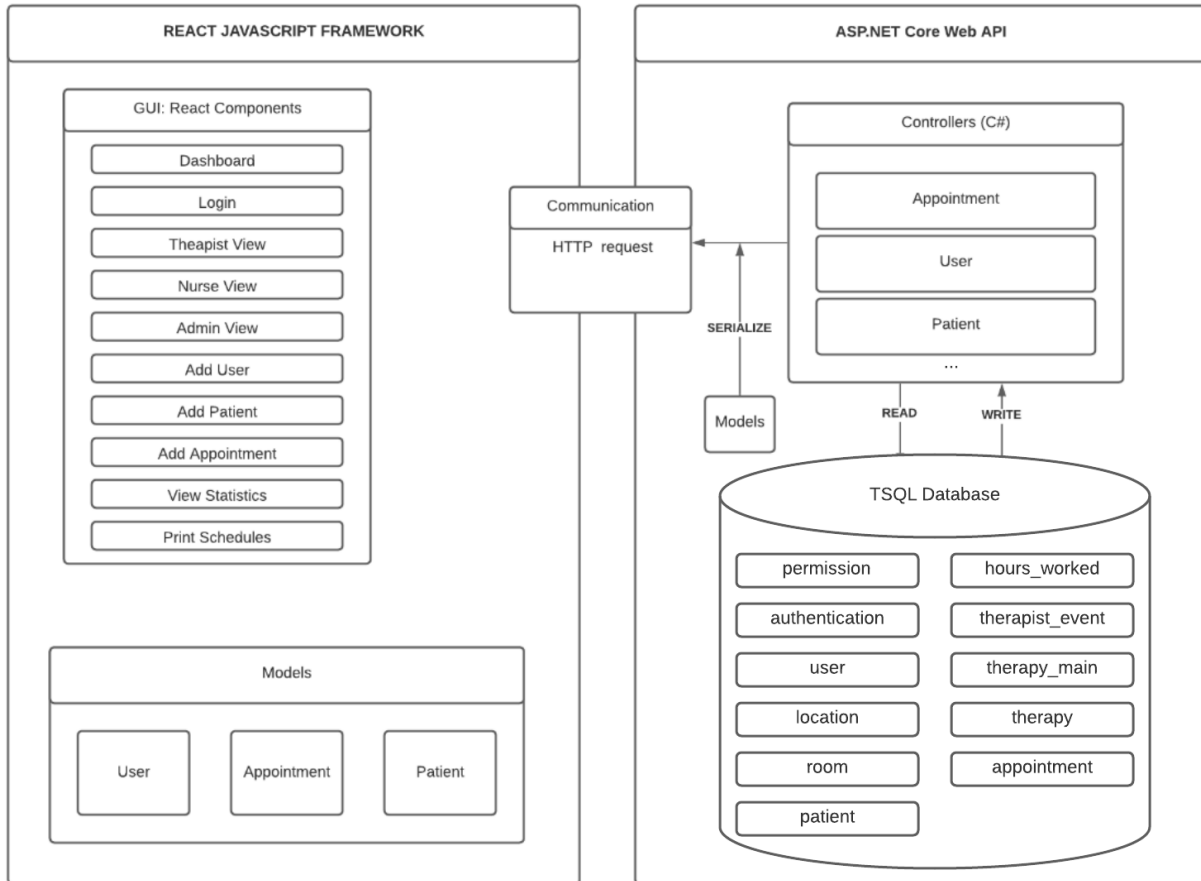 REACT JAVASCRIPT FRAMEWORK
GUI: React Components
Dashboard
Login
Theapist View
Nurse View
Admin View
Add User
Add Patient
Add Appointment
View Statistics
Print Schedules
Models
User
Appointment
Patient
Communication
HTTP request
ASP.NET Core Web API
Controllers (C#)
Appointment
User
Patient
...
SERIALIZE
Models
READ
WRITE
TSQL Database
permission
authentication
user
location
room
patient
hours_worked
therapist_event
therapy_main
therapy
appointment